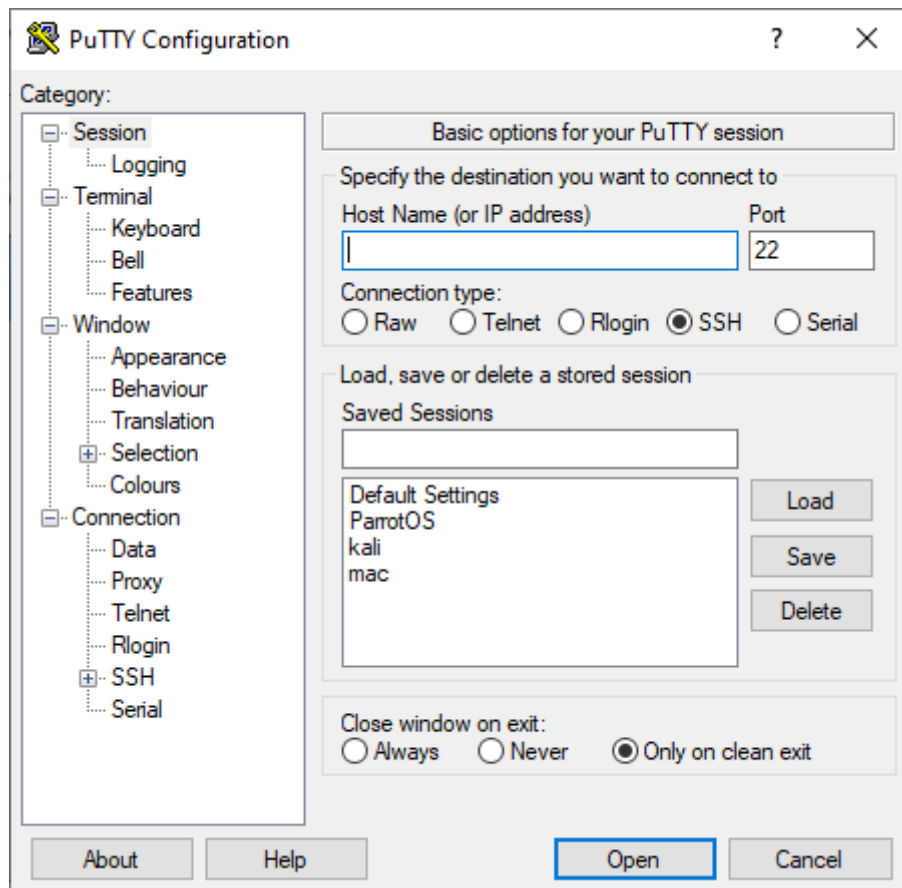 PuTTY Configuration
?
Category:
Session
Logging
Terminal
Keyboard
Bell
Features
Window
Appearance
Behaviour
Translation
Selection
Colours
Connection
Data
Proxy
Telnet
Rlogin
SSH
Serial
Basic options for your PuTTY session
Specify the destination you want to connect to
Host Name (or IP address) Port
22
Connection type:
Raw Telnet Rlogin SSH Serial
Load, save or delete a stored session
Saved Sessions
Default Settings
ParrotOS
kali
mac
Load
Save
Delete
Close window on exit:
Always Never Only on clean exit
About Help Open Cancel